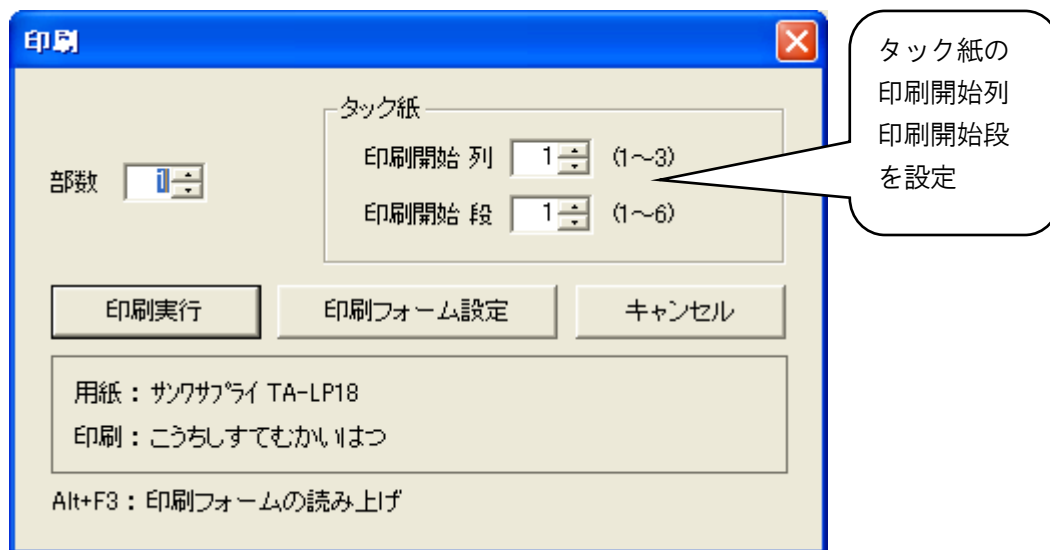 印刷
タック紙
印刷開始 列 1 (1～3)
部数 1
印刷開始 段 1 (1～6)
印刷実行 印刷フォーム設定 キャンセル
用紙：ｻﾝﾜｻﾌﾟﾗｲ TA-LP18
印刷：こうちしすてむかいはつ
Alt+F3：印刷フォームの読み上げ
タック紙の
印刷開始列
印刷開始段
を設定